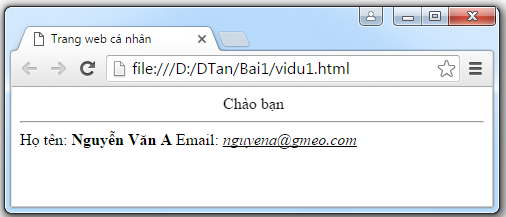 Trang web cá nhân
file:///D:/DTan/Bai1/vidu1.html
Chào bạn
Họ tên: Nguyễn Văn A Email: nguyena@gmeo.com